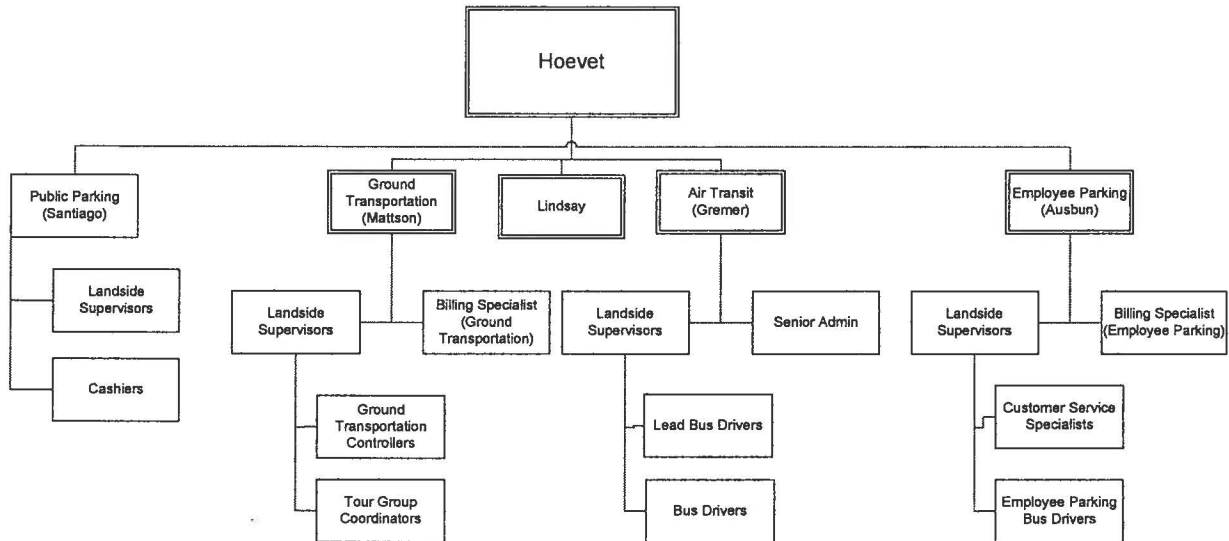 Hoevet
Public Parking
(Santiago)
Ground
Transportation
(Mattson)
Lindsay
Air Transit
(Gremer)
Employee Parking
(Ausbun)
Landside
Supervisors
Cashiers
Landside
Supervisors
Billing Specialist
(Ground
Transportation)
Ground
Transportation
Controllers
Tour Group
Coordinators
Landside
Supervisors
Senior Admin
Lead Bus Drivers
Bus Drivers
Landside
Supervisors
Billing Specialist
(Employee Parking)
Customer Service
Specialists
Employee Parking
Bus Drivers